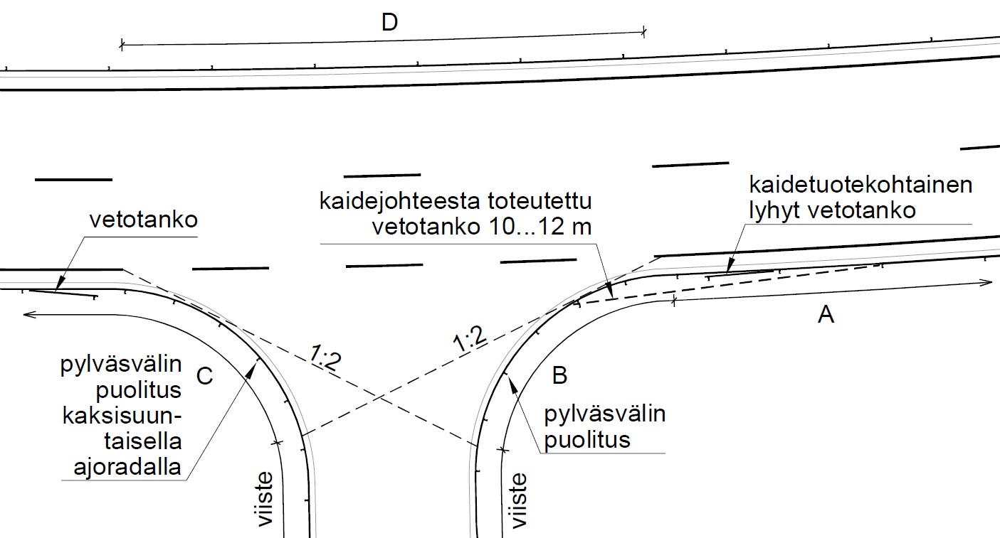 D
kaidetuotekohtainen
lyhyt vetotanko
kaidejohteesta toteutettu
vetotanko 10...12 m
vetotanko
A
1:2
1:2
C
B
pylväsvälin
puolitus
kaksisuun-
taisella
ajoradalla
pylväsvälin
puolitus
viiste
viiste